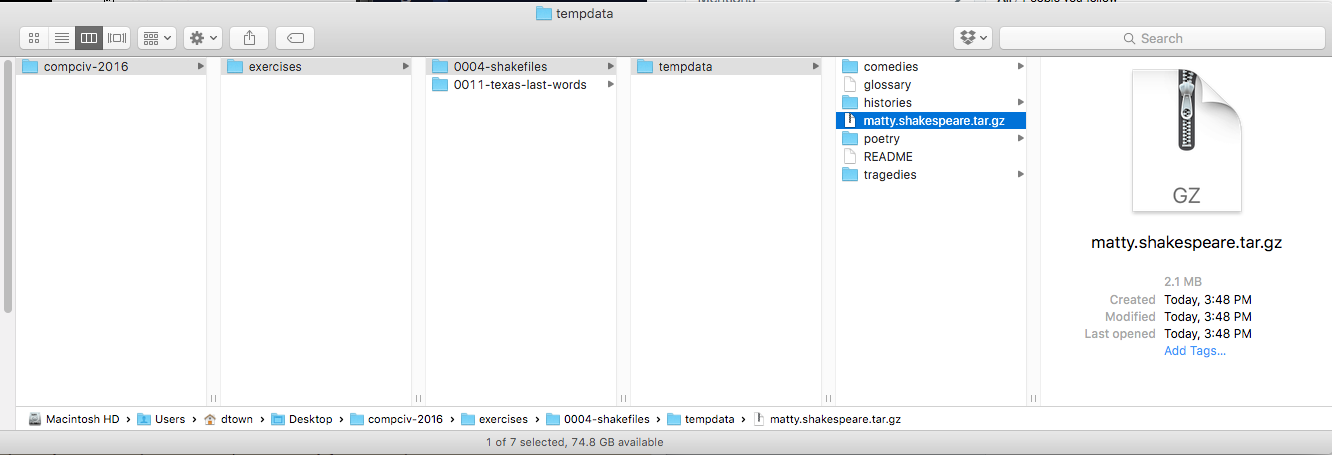 tempdata
Search
compciv-2016
exercises
0004-shakefiles
0011-texas-last-words
tempdata
comedies
glossary
histories
matty.shakespeare.tar.gz
poetry
README
tragedies
GZ
matty.shakespeare.tar.gz
2.1 MB
Created Today, 3:48 PM
Modified Today, 3:48 PM
Last opened Today, 3:48 PM
Add Tags...
Macintosh HD Users dtown Desktop compciv-2016 exercises 0004-shakefiles tempdata matty.shakespeare.tar.gz
1 of 7 selected, 74.8 GB available